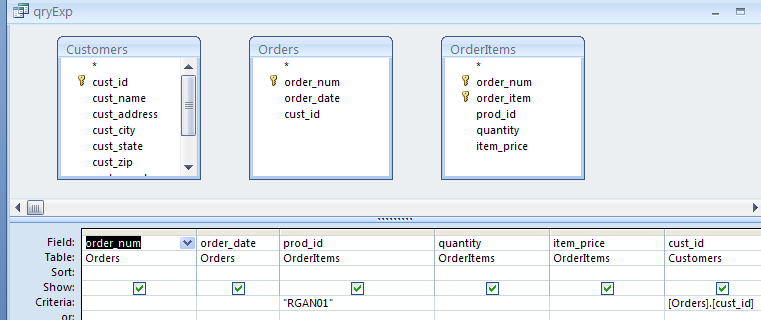 qryExp
Customers
*
cust_id
cust_name
cust_address
cust_city
cust_state
cust_zip
Orders
*
order_num
order_date
cust_id
OrderItems
*
order_num
order_item
prod_id
quantity
item_price
Field: order_num order_date prod_id quantity item_price cust_id
Table: Orders Orders OrderItems OrderItems OrderItems Customers
Sort:
Show:
Criteria: "RGAN01" [Orders].[cust_id]
or: